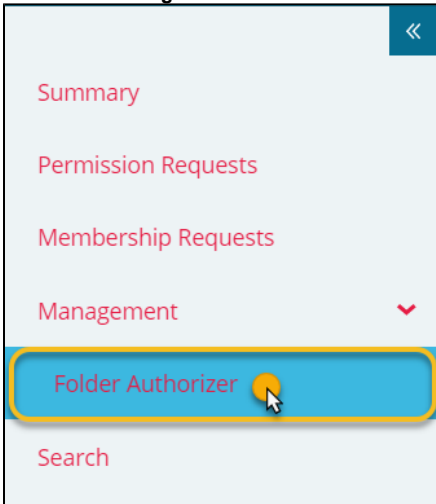 «
Summary
Permission Requests
Membership Requests
Management
Folder Authorizer
Search